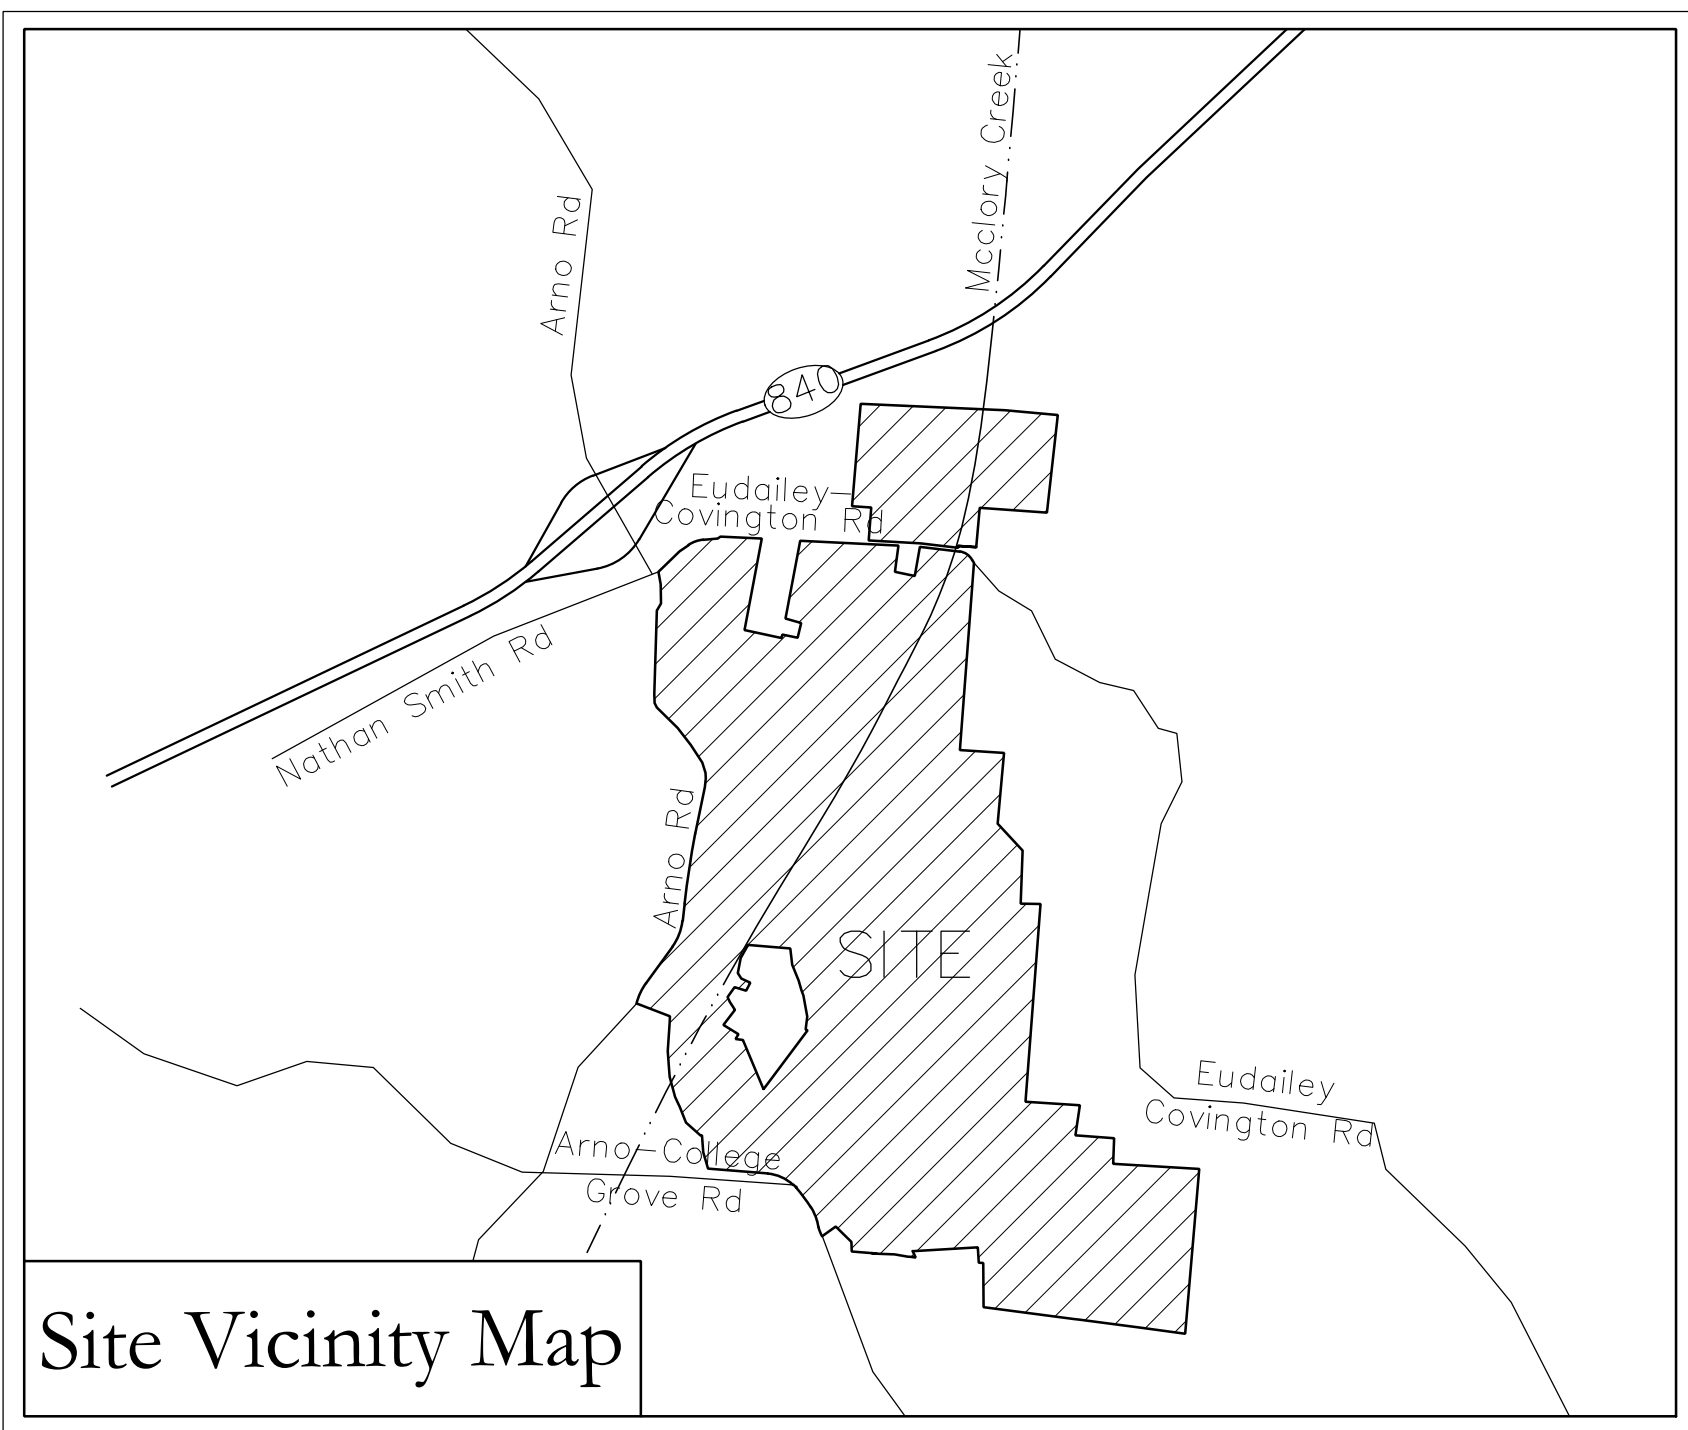 Mcclory Creek
Arno Rd
840
Eudailey-
Covington Rd
Nathan Smith Rd
Arno Rd
SITE
Eudailey
Covington Rd
Arno-College
Grove Rd
Site Vicinity Map